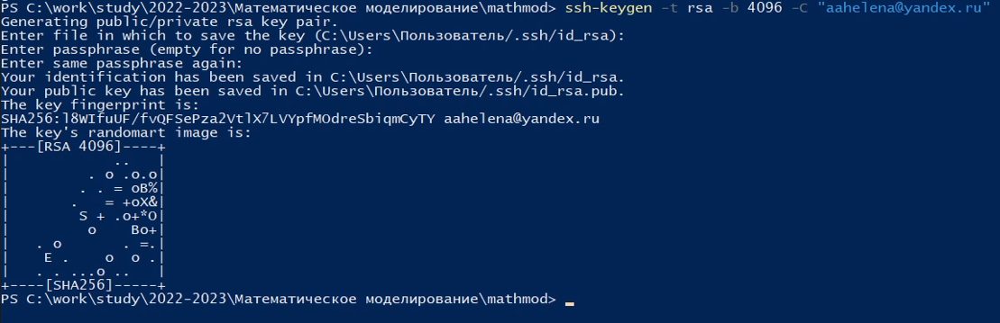 PS C:\work\study\2022-2023\Математическое моделирование\mathmod> ssh-keygen -t rsa -b 4096 -C "aahelena@yandex.ru"
Generating public/private rsa key pair.
Enter file in which to save the key (C:\Users\Пользователь/.ssh/id_rsa):
Enter passphrase (empty for no passphrase):
Enter same passphrase again:
Your identification has been saved in C:\Users\Пользователь/.ssh/id_rsa.
Your public key has been saved in C:\Users\Пользователь/.ssh/id_rsa.pub.
The key fingerprint is:
SHA256:l8WIfuUF/fvQFSePza2VtlX7LVYpfMOdreSbiqmCyTY aahelena@yandex.ru
The key's randomart image is:
+---[RSA 4096]----+
|            ..   |
|         . o .o.o|
|        . . = oB%|
|       .   = +oX&|
|        S + .o+*O|
|         o    Bo+|
|   . o       . =.|
|    E .    o  o .|
|   . . ...o ..   |
+----[SHA256]-----+
PS C:\work\study\2022-2023\Математическое моделирование\mathmod>